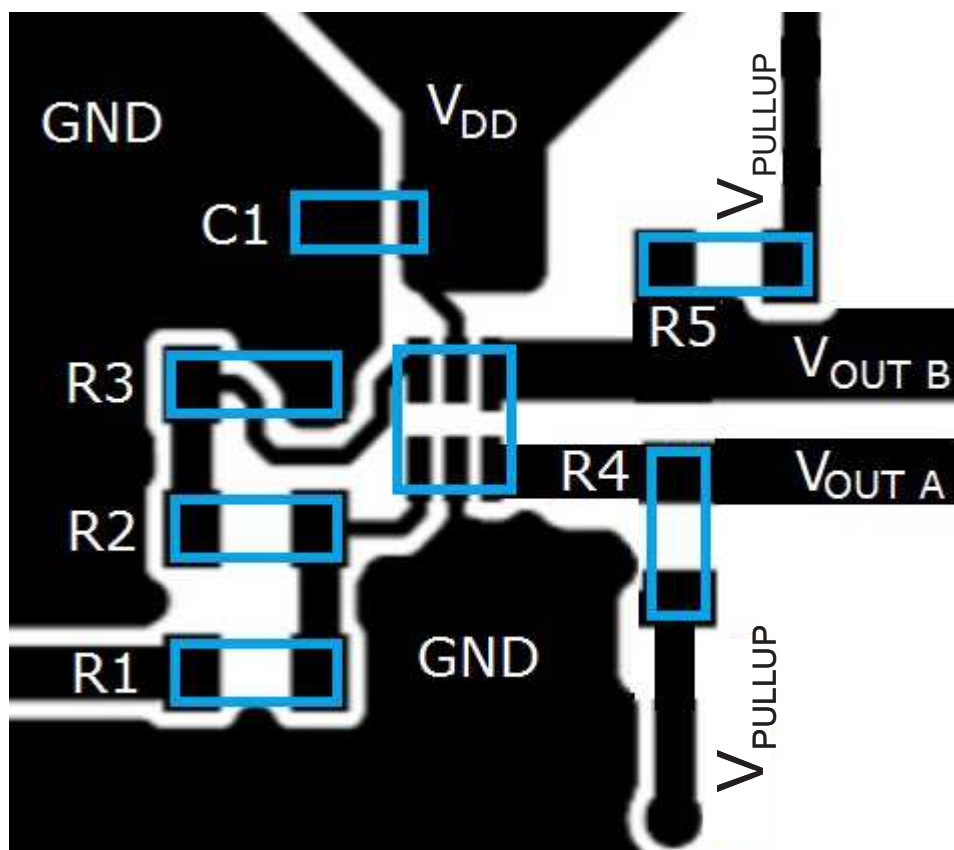 GND
VDD
VPULLUP
C1
R5
R3
VOUT B
R4
VOUT A
R2
GND
R1
VPULLUP